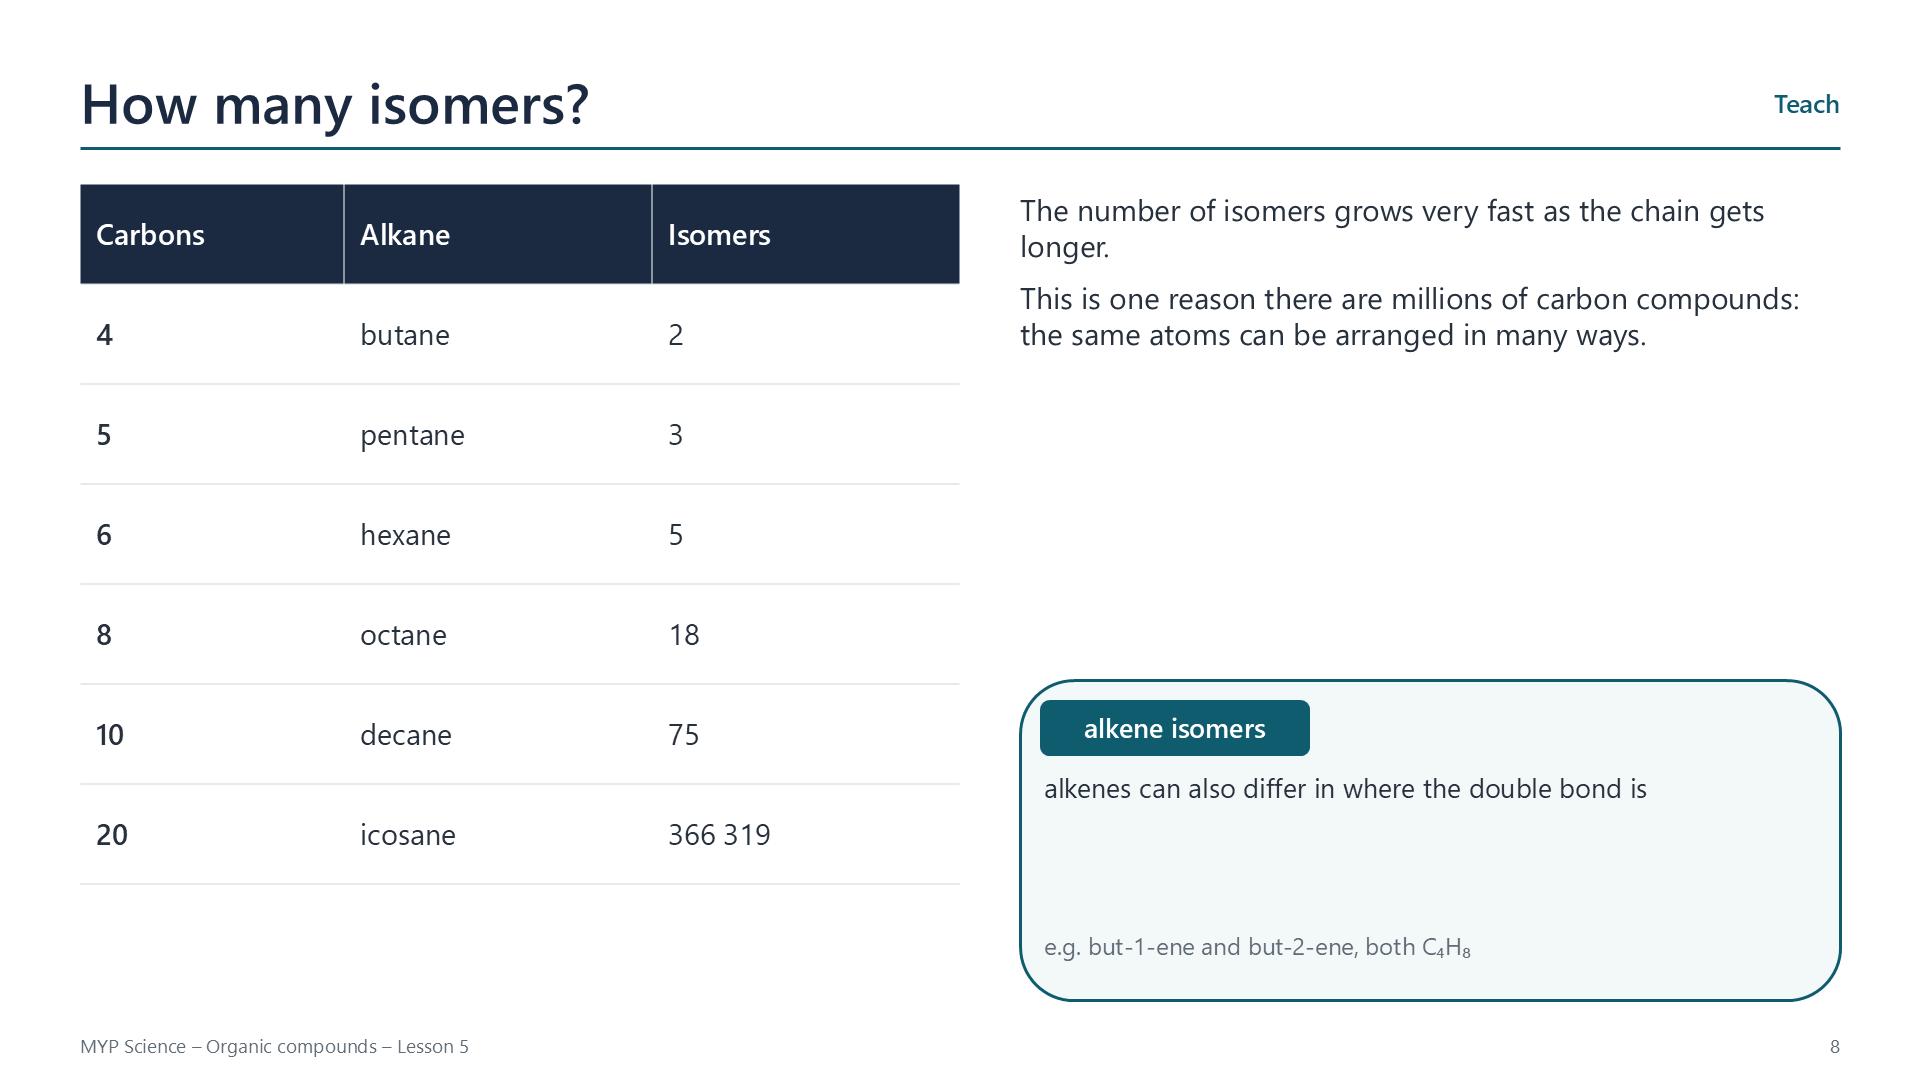 How many isomers?
Teach
Carbons Alkane Isomers
4 butane 2
5 pentane 3
6 hexane 5
8 octane 18
10 decane 75
20 icosane 366 319
The number of isomers grows very fast as the chain gets
longer.
This is one reason there are millions of carbon compounds:
the same atoms can be arranged in many ways.
alkene isomers
alkenes can also differ in where the double bond is
e.g. but-1-ene and but-2-ene, both C₄H₈
MYP Science – Organic compounds – Lesson 5
8